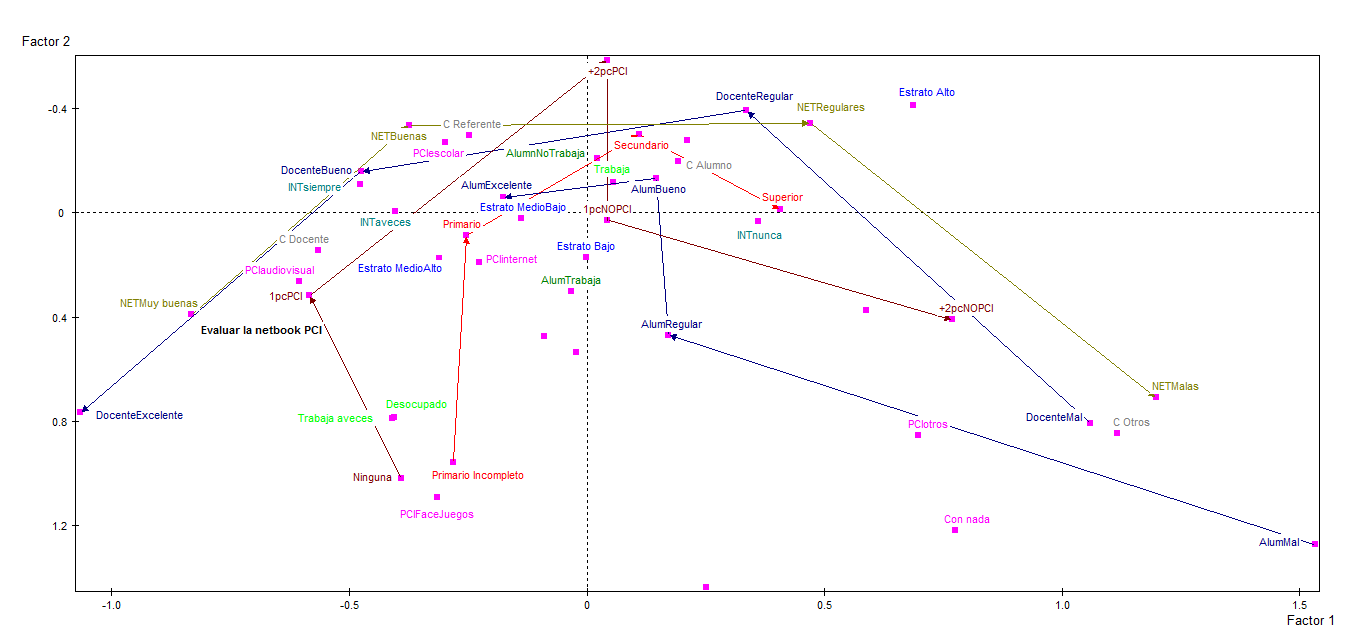 Factor 2
+2pcPCI
Estrato Alto
DocenteRegular
-0.4
NETRegulares
C Referente
NETBuenas
Secundario
PCIescolar
AlumnNoTrabaja
C Alumno
DocenteBueno
Trabaja
INTsiempre
AlumExcelente
AlumBueno
Superior
Estrato MedioBajo
1pcNOPCI
0
INTaveces
Primario
INTnunca
C Docente
Estrato Bajo
PCIinternet
Estrato MedioAlto
PCIaudiovisual
AlumTrabaja
1pcPCI
NETMuy buenas
+2pcNOPCI
0.4
AlumRegular
Evaluar la netbook PCI
NETMalas
Desocupado
DocenteExcelente
Trabaja aveces
DocenteMal
0.8
C Otros
PCIotros
Ninguna
Primario Incompleto
PCIFaceJuegos
Con nada
1.2
AlumMal
-1.0
-0.5
0
0.5
1.0
1.5
Factor 1